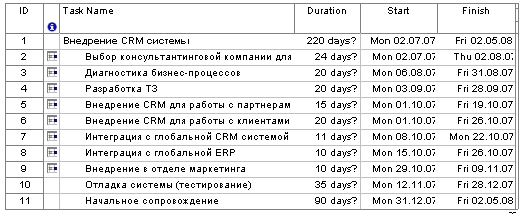 ID Task Name Duration Start Finish
1 Внедрение CRM системы 220 days? Mon 02.07.07 Fri 02.05.08
2 Выбор консультантинговой компании для 24 days? Mon 02.07.07 Thu 02.08.07
3 Диагностика бизнес-процессов 20 days? Mon 06.08.07 Fri 31.08.07
4 Разработка ТЗ 20 days? Mon 03.09.07 Fri 28.09.07
5 Внедрение CRM для работы с партнерам 15 days? Mon 01.10.07 Fri 19.10.07
6 Внедрение CRM для работы с клиентами 20 days? Mon 01.10.07 Fri 26.10.07
7 Интеграция с глобальной CRM системой 11 days? Mon 08.10.07 Mon 22.10.07
8 Интеграция с глобальной ERP 10 days? Mon 15.10.07 Fri 26.10.07
9 Внедрение в отделе маркетинга 10 days? Mon 29.10.07 Fri 09.11.07
10 Отладка системы (тестирование) 35 days? Mon 12.11.07 Fri 28.12.07
11 Начальное сопровождение 90 days? Mon 31.12.07 Fri 02.05.08